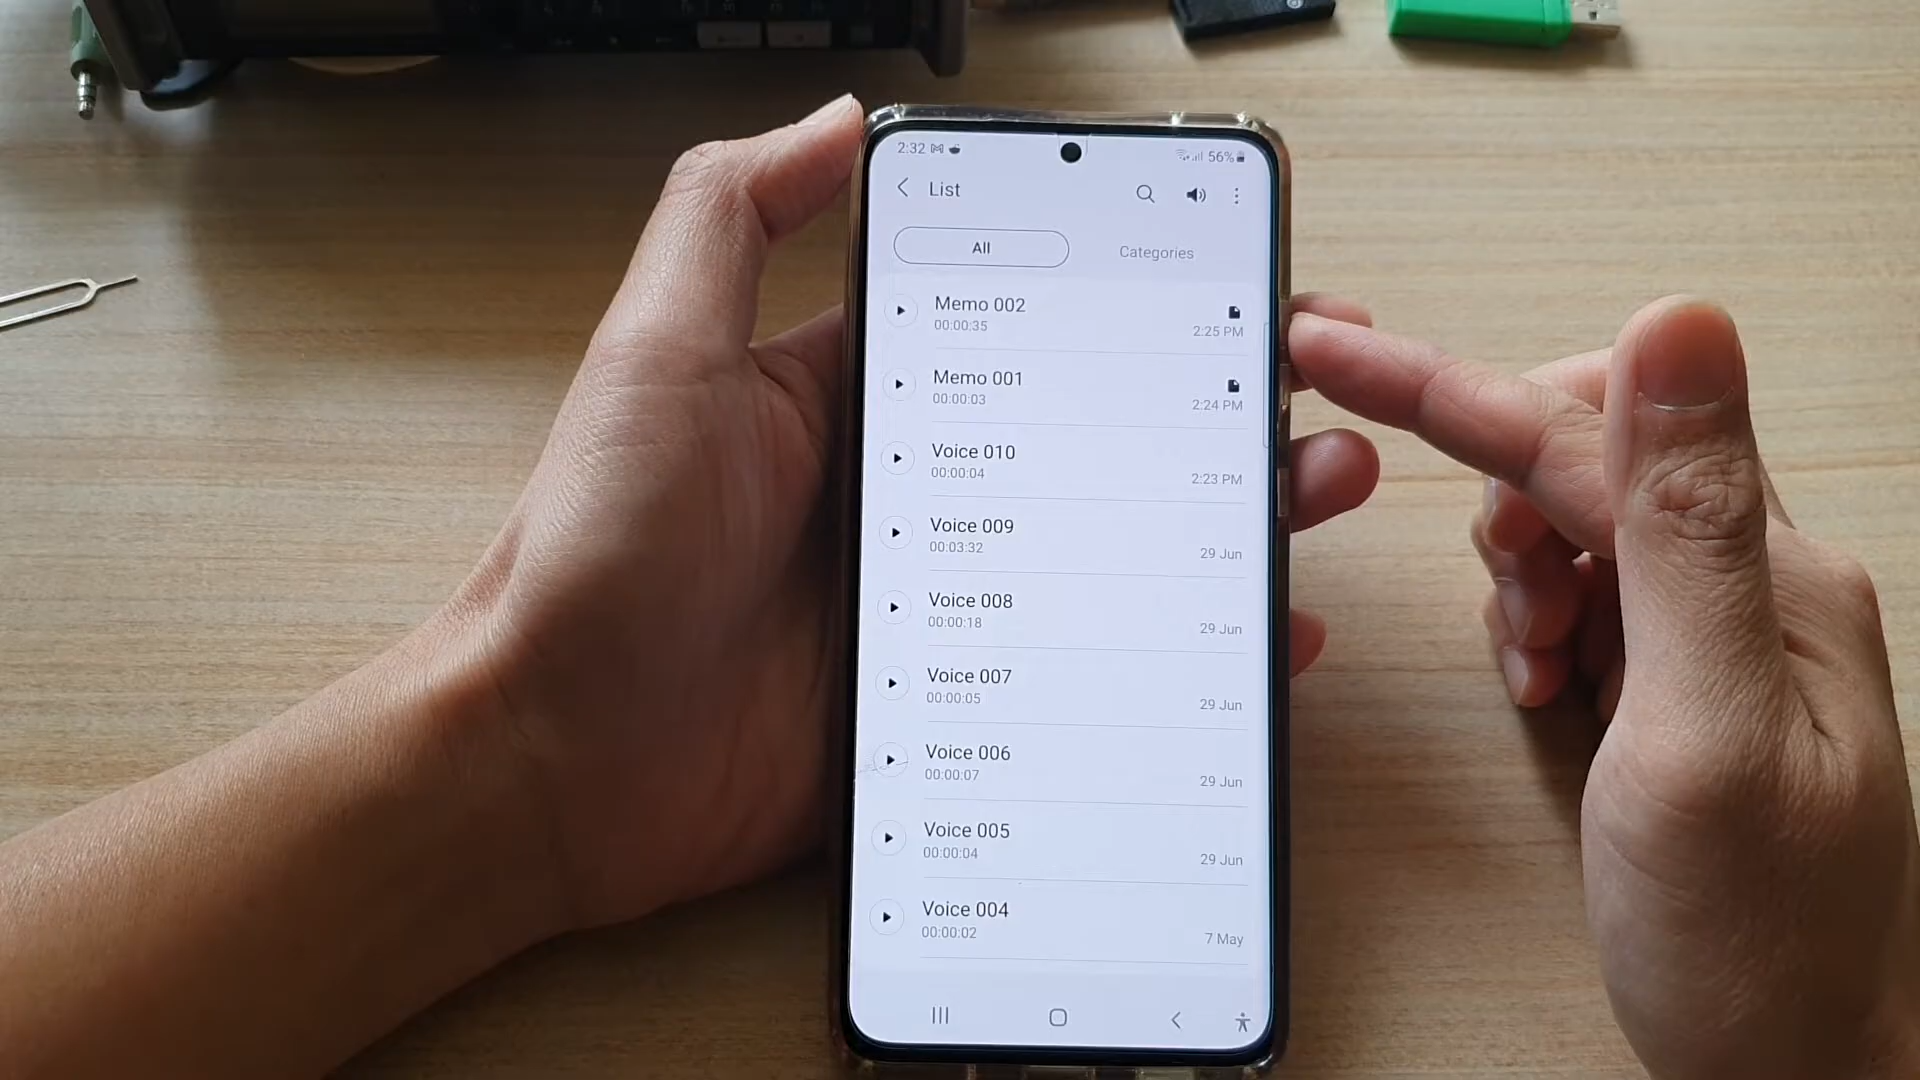 2:32
56%
List
All
Categories
Memo 002
00:00:35
2:25 PM
Memo 001
00:00:03
2:24 PM
Voice 010
00:00:04
2:23 PM
Voice 009
00:03:32
29 Jun
Voice 008
00:00:18
29 Jun
Voice 007
00:00:05
29 Jun
Voice 006
00:00:07
29 Jun
Voice 005
00:00:04
29 Jun
Voice 004
00:00:02
7 May